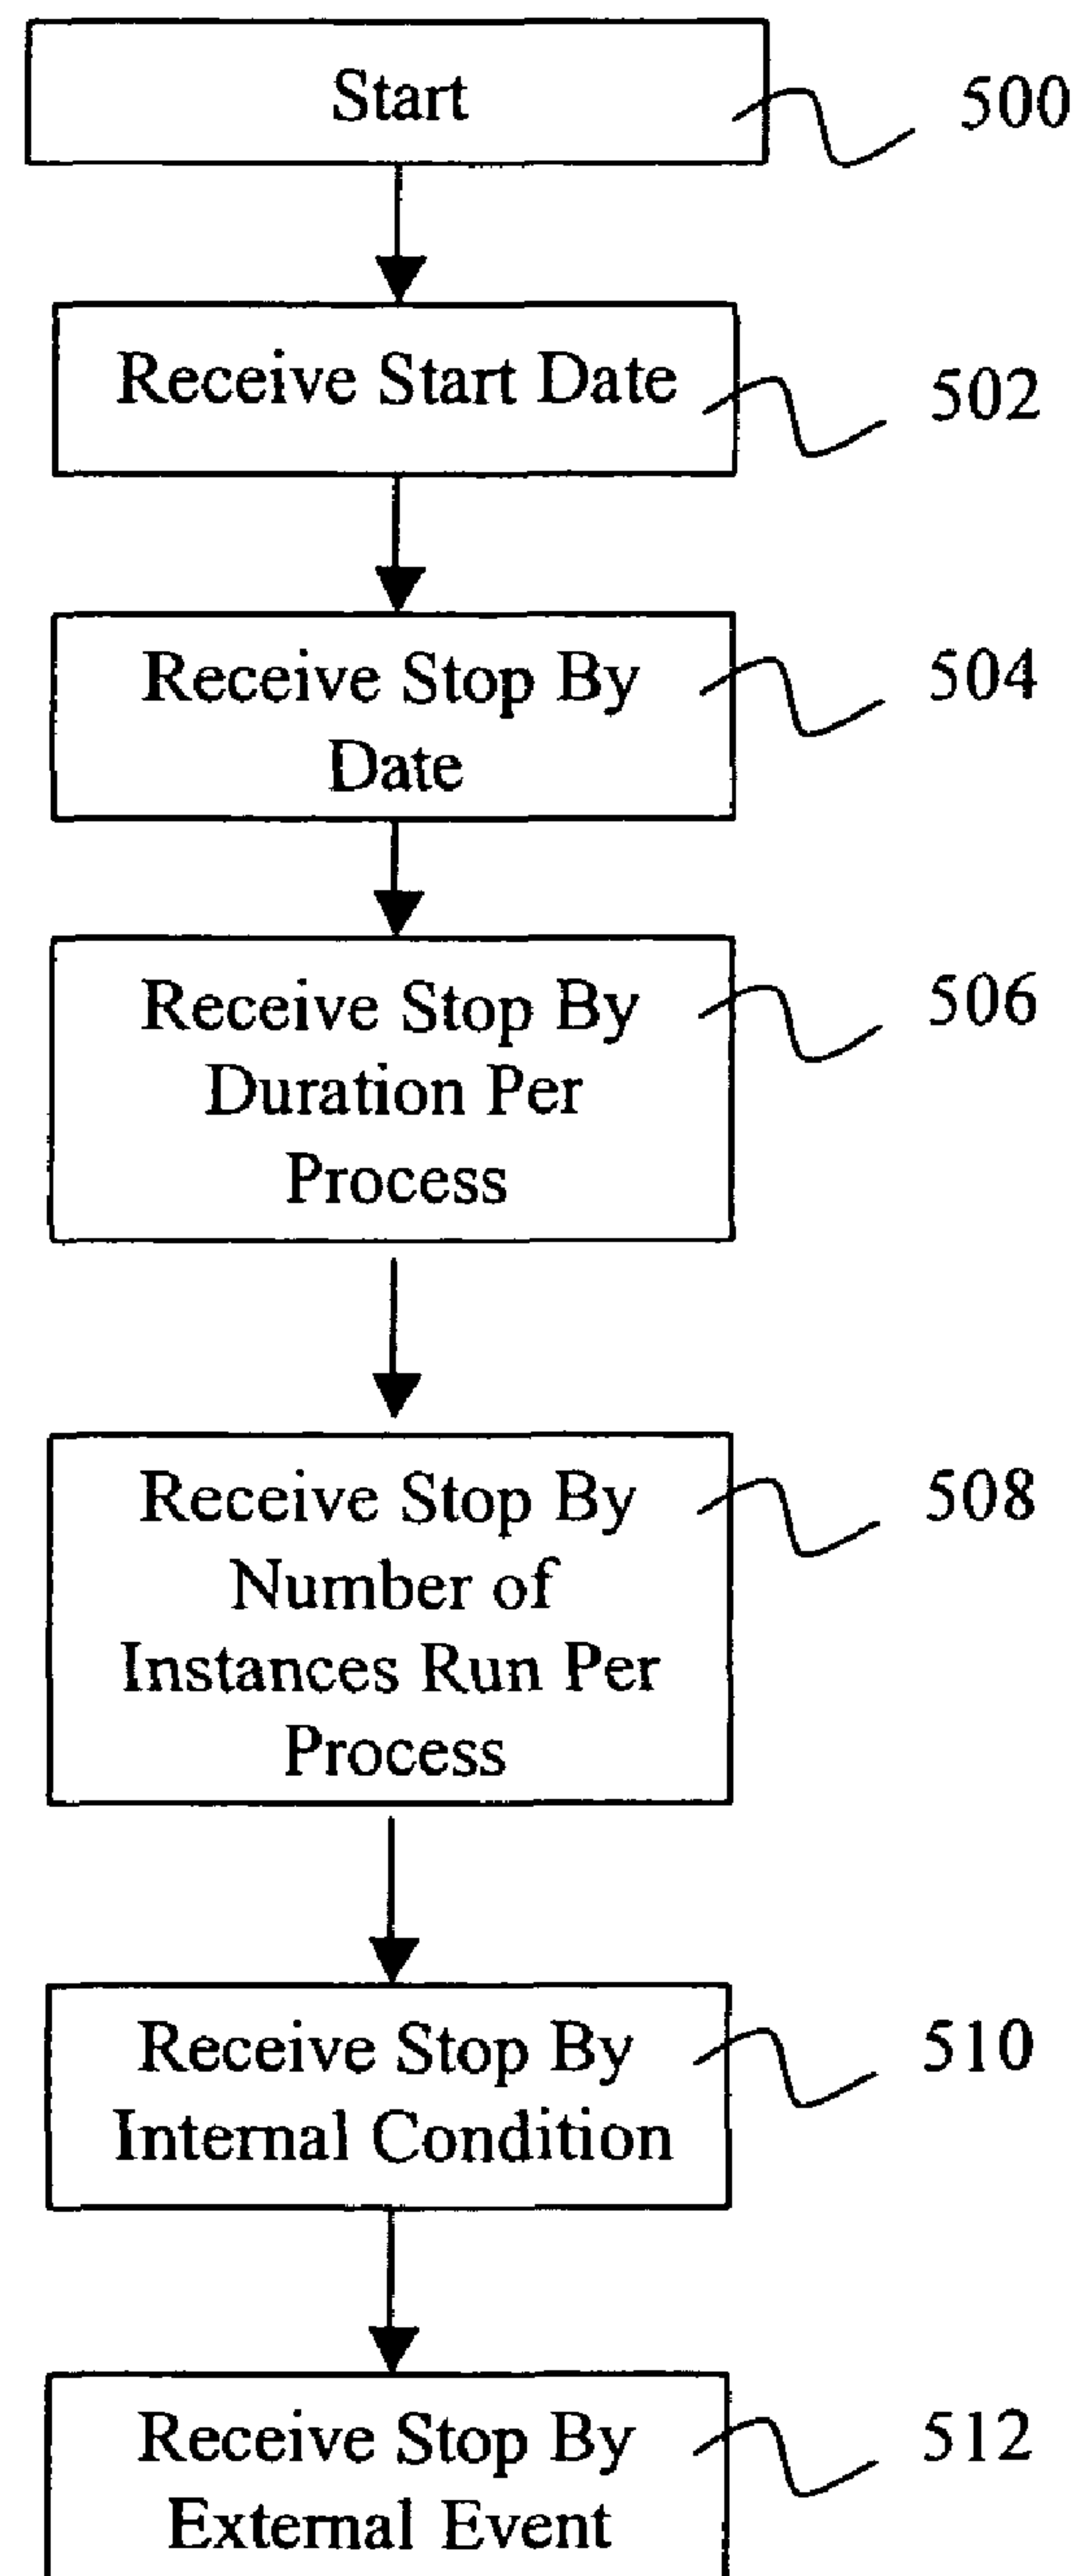 Start
500
Receive Start Date
502
Receive Stop By
Date
504
Receive Stop By
Duration Per
Process
506
Receive Stop By
Number of
Instances Run Per
Process
508
Receive Stop By
Internal Condition
510
Receive Stop By
External Event
512